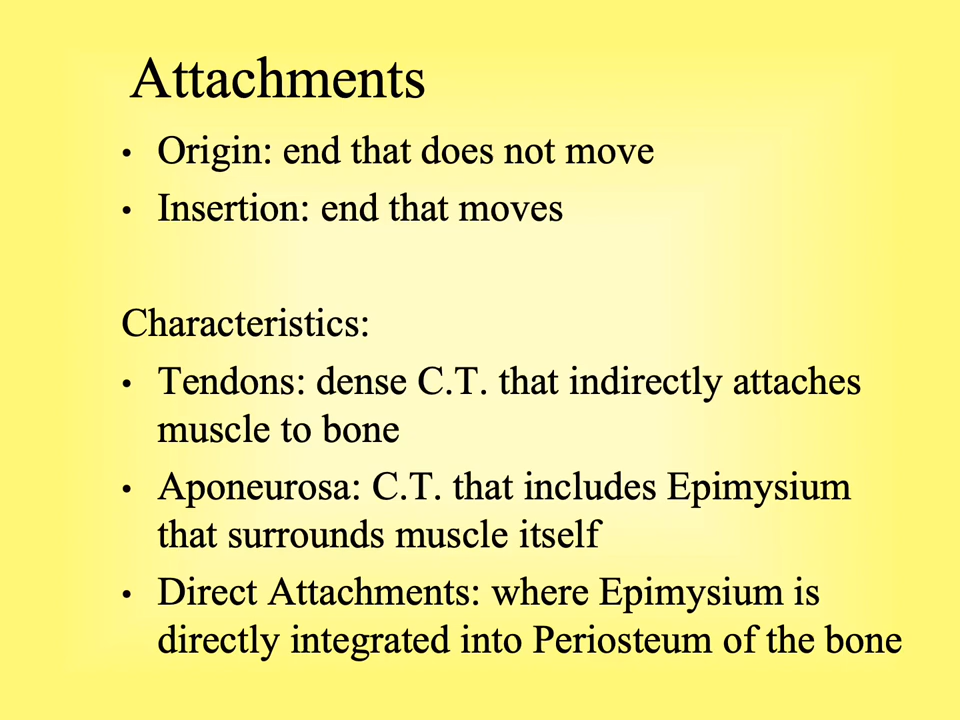 Attachments
• Origin: end that does not move
• Insertion: end that moves
Characteristics:
• Tendons: dense C.T. that indirectly attaches
muscle to bone
• Aponeurosa: C.T. that includes Epimysium
that surrounds muscle itself
• Direct Attachments: where Epimysium is
directly integrated into Periosteum of the bone